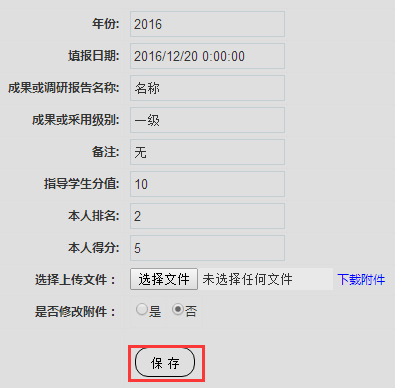 年份: 2016
填报日期: 2016/12/20 0:00:00
成果或调研报告名称: 名称
成果或采用级别: 一级
备注: 无
指导学生分值: 10
本人排名: 2
本人得分: 5
选择上传文件： 选择文件 未选择任何文件 下载附件
是否修改附件： 是 否
保 存